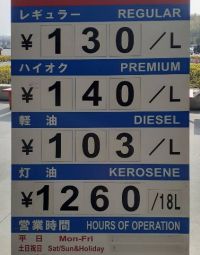 レギュラー REGULAR
¥130/L
ハイオク PREMIUM
¥140/L
軽 油 DIESEL
¥103/L
灯 油 KEROSENE
¥1260/18L
営業時間 HOURS OF OPERATION
平 日 Mon-Fri
土日祝日 Sat/Sun&Holiday